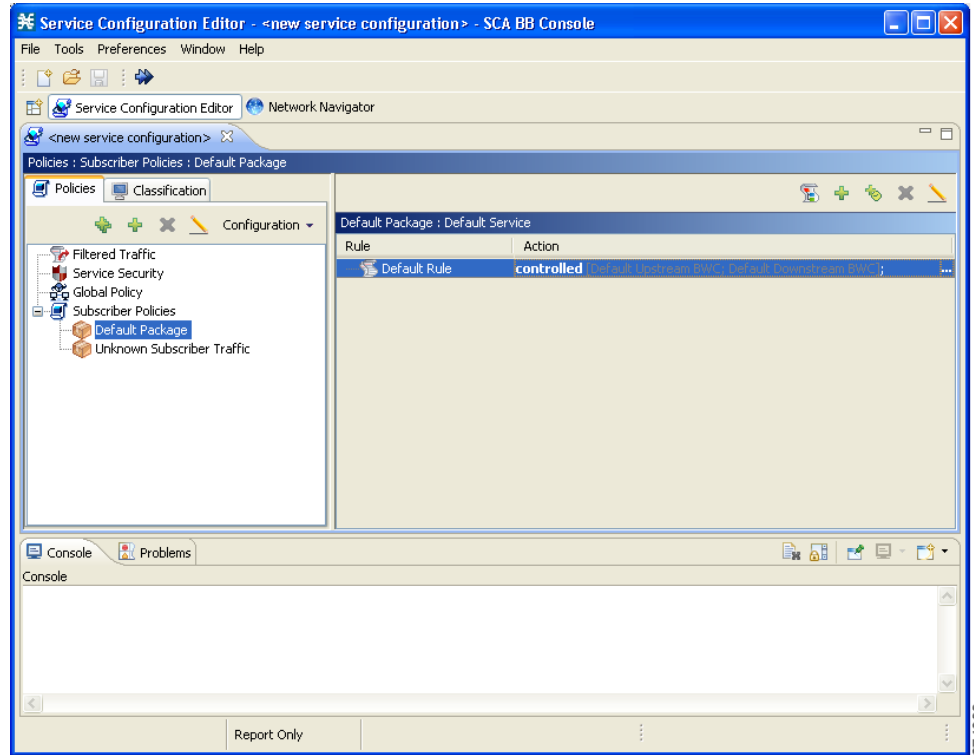 Service Configuration Editor - <new service configuration> - SCA BB Console
File Tools Preferences Window Help
Service Configuration Editor Network Navigator
<new service configuration>
Policies : Subscriber Policies : Default Package
Policies Classification
Configuration
Filtered Traffic
Service Security
Global Policy
Subscriber Policies
Default Package
Unknown Subscriber Traffic
Default Package : Default Service
Rule Action
Default Rule controlled [Default Upstream BWC; Default Downstream BWC]; ...
Console Problems
Console
Report Only